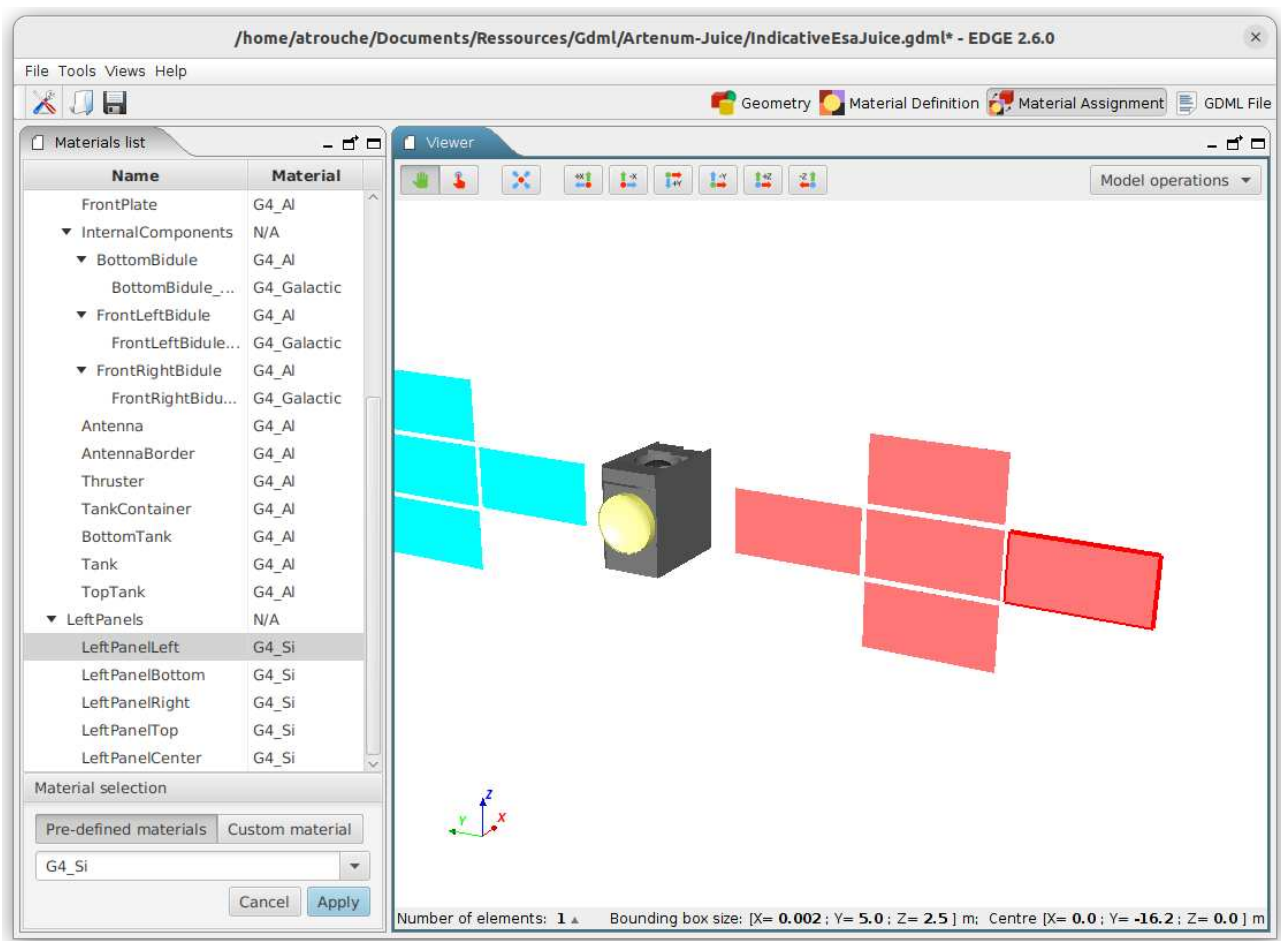 /home/atrouche/Documents/Ressources/Gdml/Artenum-Juice/IndicativeEsaJuice.gdml* - EDGE 2.6.0
File Tools Views Help
Geometry Material Definition Material Assignment GDML File
Materials list
Name Material
FrontPlate G4_Al
InternalComponents N/A
BottomBidule G4_Al
BottomBidule_... G4_Galactic
FrontLeftBidule G4_Al
FrontLeftBidule... G4_Galactic
FrontRightBidule G4_Al
FrontRightBidu... G4_Galactic
Antenna G4_Al
AntennaBorder G4_Al
Thruster G4_Al
TankContainer G4_Al
BottomTank G4_Al
Tank G4_Al
TopTank G4_Al
LeftPanels N/A
LeftPanelLeft G4_Si
LeftPanelBottom G4_Si
LeftPanelRight G4_Si
LeftPanelTop G4_Si
LeftPanelCenter G4_Si
Material selection
Pre-defined materials Custom material
G4_Si
Cancel Apply
Viewer
+X -X +Y -Y +Z -Z Model operations
Z
Y X
Number of elements: 1 Bounding box size: [X= 0.002 ; Y= 5.0 ; Z= 2.5 ] m; Centre [X= 0.0 ; Y= -16.2 ; Z= 0.0 ] m